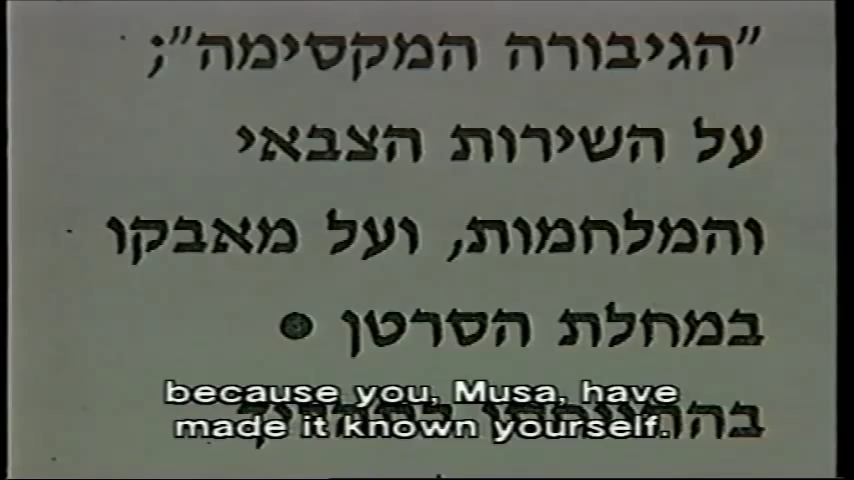 "הגיבורה המקסימה";
על השירות הצבאי
והמלחמות, ועל מאבקו
במחלת הסרטן ●
because you, Musa, have
made it known yourself.